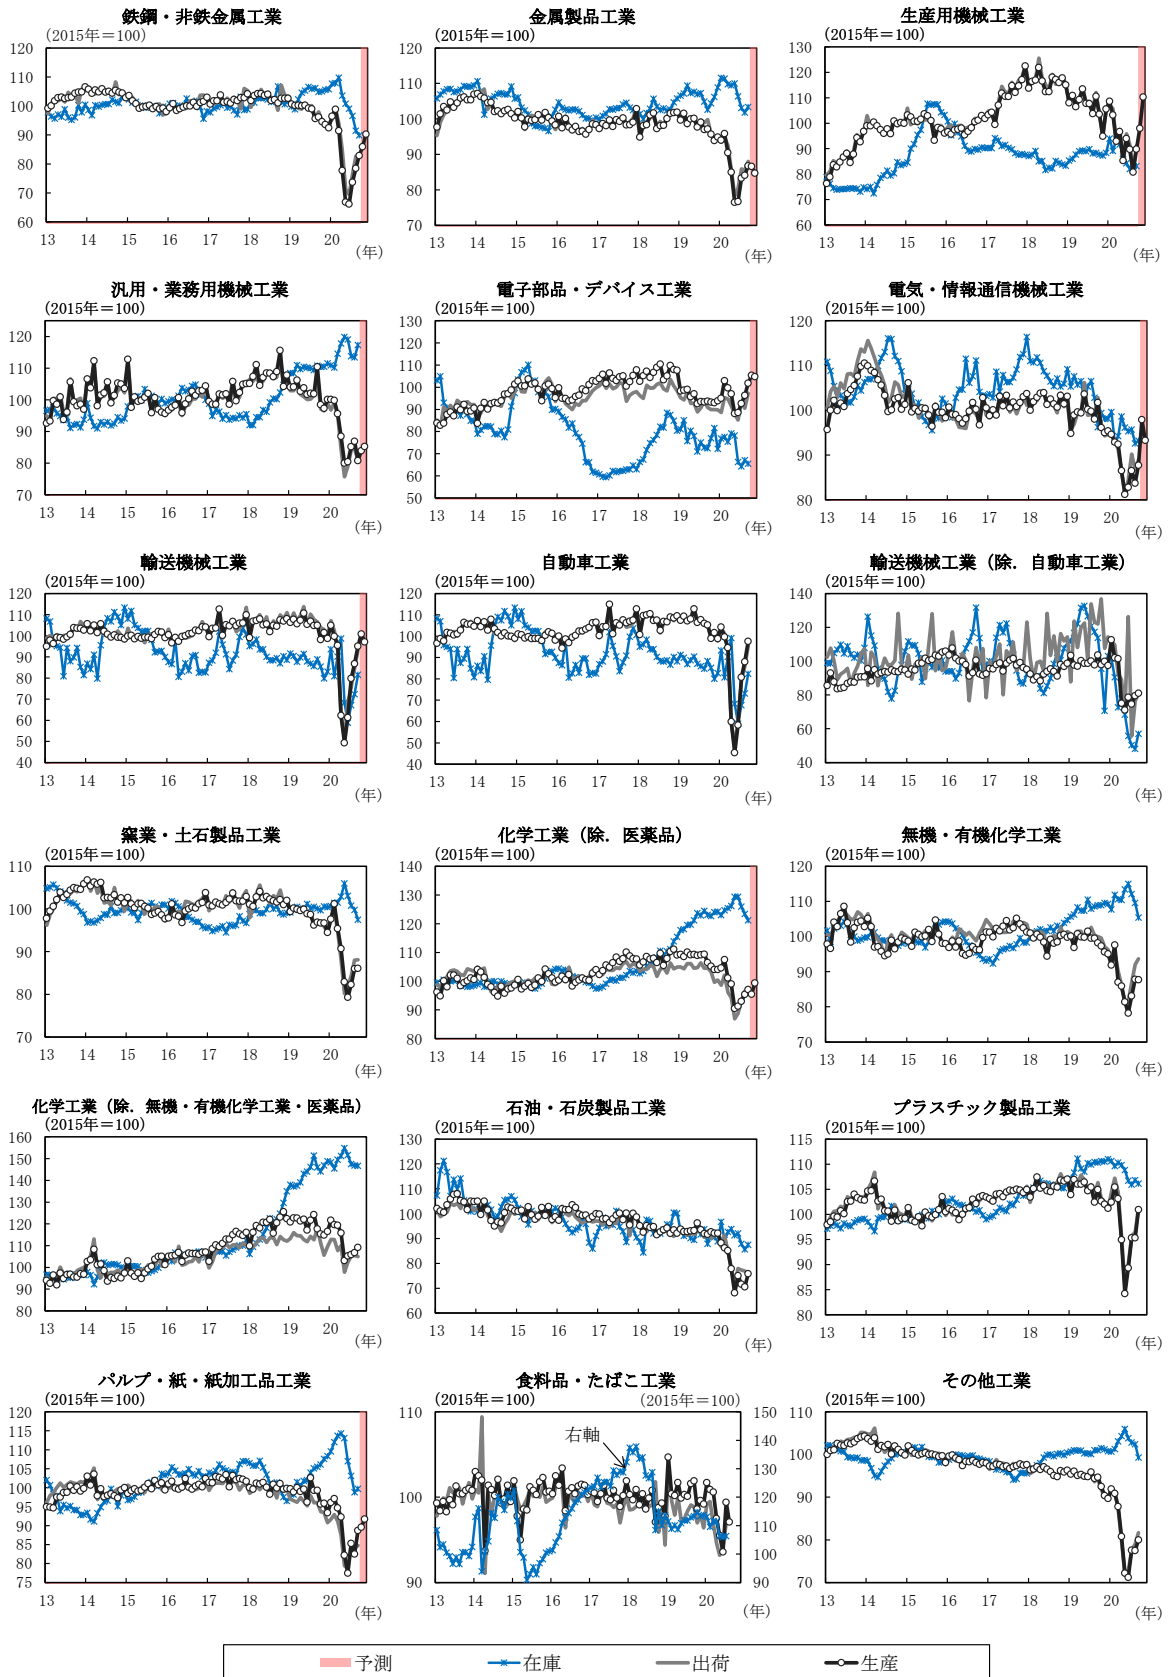 鉄鋼・非鉄金属工業
(2015年＝100)
120
110
100
90
80
70
60
13 14 15 16 17 18 19 20
(年)
金属製品工業
(2015年＝100)
120
110
100
90
80
70
13 14 15 16 17 18 19 20
(年)
生産用機械工業
(2015年＝100)
130
120
110
100
90
80
70
60
13 14 15 16 17 18 19 20
(年)
汎用・業務用機械工業
(2015年＝100)
120
110
100
90
80
70
13 14 15 16 17 18 19 20
(年)
電子部品・デバイス工業
(2015年＝100)
130
120
110
100
90
80
70
60
50
13 14 15 16 17 18 19 20
(年)
電気・情報通信機械工業
(2015年＝100)
120
110
100
90
80
13 14 15 16 17 18 19 20
(年)
輸送機械工業
(2015年＝100)
120
110
100
90
80
70
60
50
40
13 14 15 16 17 18 19 20
(年)
自動車工業
(2015年＝100)
120
110
100
90
80
70
60
50
40
13 14 15 16 17 18 19 20
(年)
輸送機械工業（除．自動車工業）
(2015年＝100)
140
120
100
80
60
40
13 14 15 16 17 18 19 20
(年)
窯業・土石製品工業
(2015年＝100)
110
100
90
80
70
13 14 15 16 17 18 19 20
(年)
化学工業（除．医薬品）
(2015年＝100)
140
130
120
110
100
90
80
13 14 15 16 17 18 19 20
(年)
無機・有機化学工業
(2015年＝100)
120
110
100
90
80
70
13 14 15 16 17 18 19 20
(年)
化学工業（除．無機・有機化学工業・医薬品）
(2015年＝100)
160
150
140
130
120
110
100
90
80
13 14 15 16 17 18 19 20
(年)
石油・石炭製品工業
(2015年＝100)
130
120
110
100
90
80
70
60
13 14 15 16 17 18 19 20
(年)
プラスチック製品工業
(2015年＝100)
115
110
105
100
95
90
85
80
13 14 15 16 17 18 19 20
(年)
パルプ・紙・紙加工品工業
(2015年＝100)
120
115
110
105
100
95
90
85
80
75
13 14 15 16 17 18 19 20
(年)
食料品・たばこ工業
(2015年＝100) (2015年＝100)
右軸
110
100
90
150
140
130
120
110
100
90
13 14 15 16 17 18 19 20
(年)
その他工業
(2015年＝100)
110
100
90
80
70
13 14 15 16 17 18 19 20
(年)
予測 在庫 出荷 生産